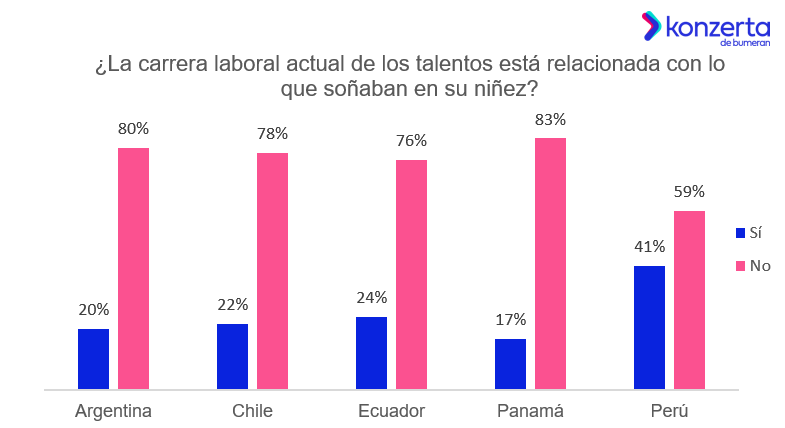 konzerta
de bumeran
¿La carrera laboral actual de los talentos está relacionada con lo
que soñaban en su niñez?
80%
78%
76%
83%
59%
41%
20%
22%
24%
17%
Sí
No
Argentina
Chile
Ecuador
Panamá
Perú